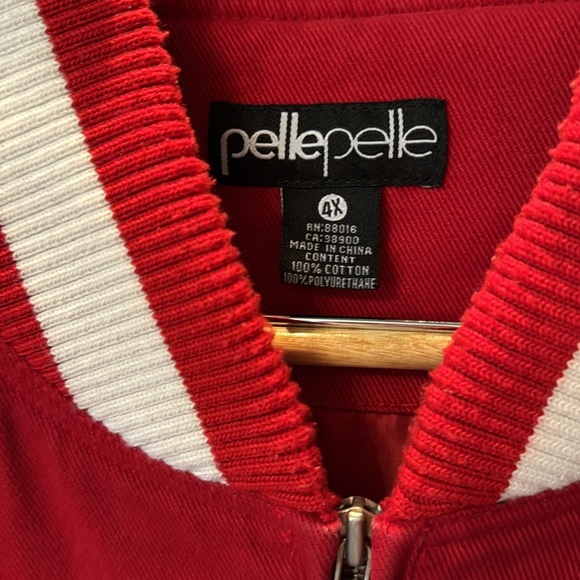 pellepelle
4X
RN:88016
CA:38900
MADE IN CHINA
CONTENT
100% COTTON
100% POLYURETHANE